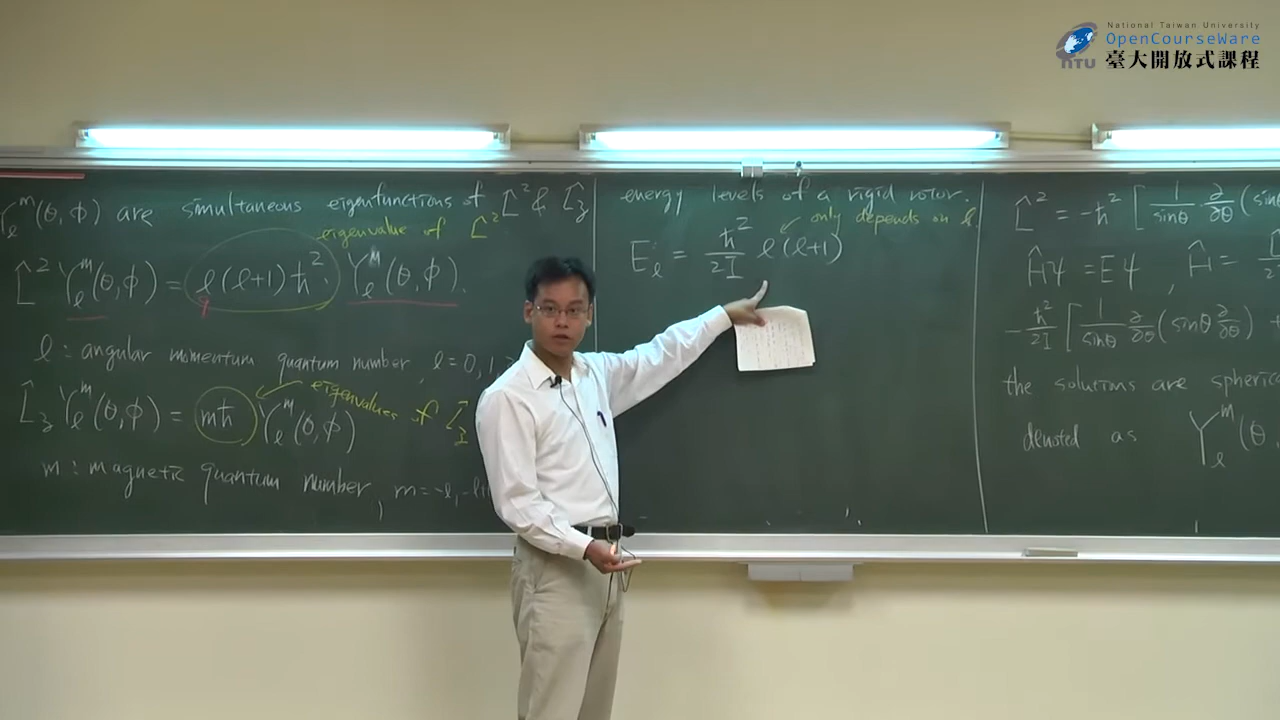 National Taiwan University
OpenCourseWare
臺大開放式課程
NTU
Y_ℓ^m(θ,ϕ) are simultaneous eigenfunctions of L̂² & L̂_z
eigenvalue of L̂²
L̂² Y_ℓ^m(θ,ϕ) = ℓ(ℓ+1)ħ² · Y_ℓ^m(θ,ϕ).
ℓ : angular momentum quantum number, ℓ = 0, 1,
eigenvalues of L̂_z
L̂_z Y_ℓ^m(θ,ϕ) = mħ Y_ℓ^m(θ,ϕ)
m : magnetic quantum number, m = -ℓ, -ℓ+
energy levels of a rigid rotor.
only depends on ℓ
E_ℓ = ħ²/2I ℓ(ℓ+1)
L̂² = -ħ² [ 1/sinθ ∂/∂θ (sinθ
Ĥψ = Eψ , Ĥ =
-ħ²/2I [ 1/sinθ ∂/∂θ (sinθ ∂/∂θ) +
the solutions are spherica
denoted as Y_ℓ^m(θ,